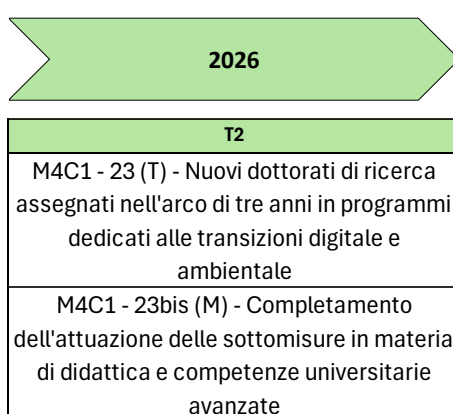 2026
T2
M4C1 - 23 (T) - Nuovi dottorati di ricerca
assegnati nell'arco di tre anni in programmi
dedicati alle transizioni digitale e
ambientale
M4C1 - 23bis (M) - Completamento
dell'attuazione delle sottomisure in materia
di didattica e competenze universitarie
avanzate